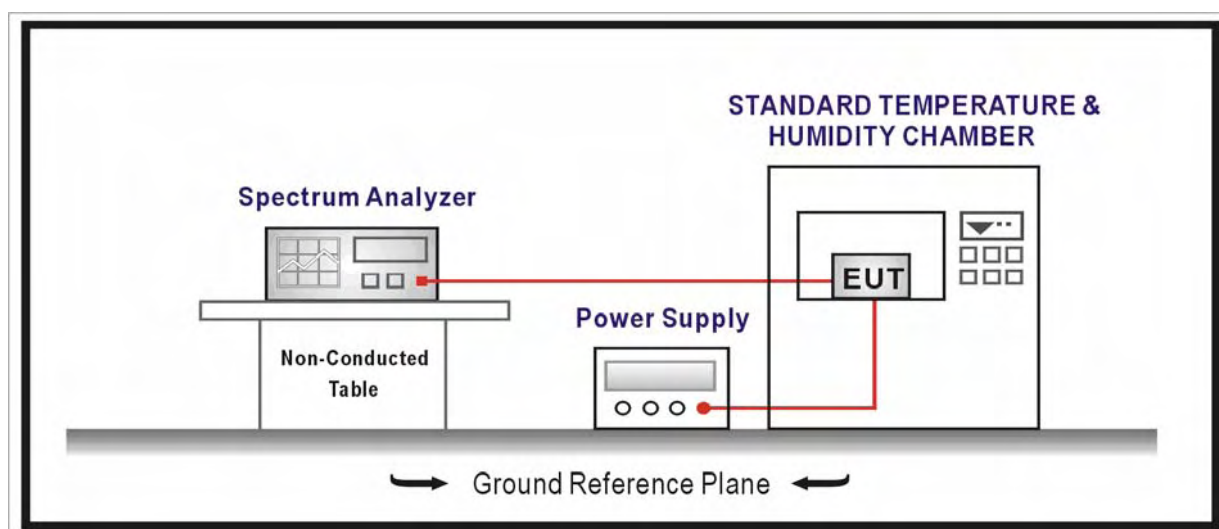 STANDARD TEMPERATURE &
HUMIDITY CHAMBER
Spectrum Analyzer
EUT
Power Supply
Non-Conducted
Table
Ground Reference Plane